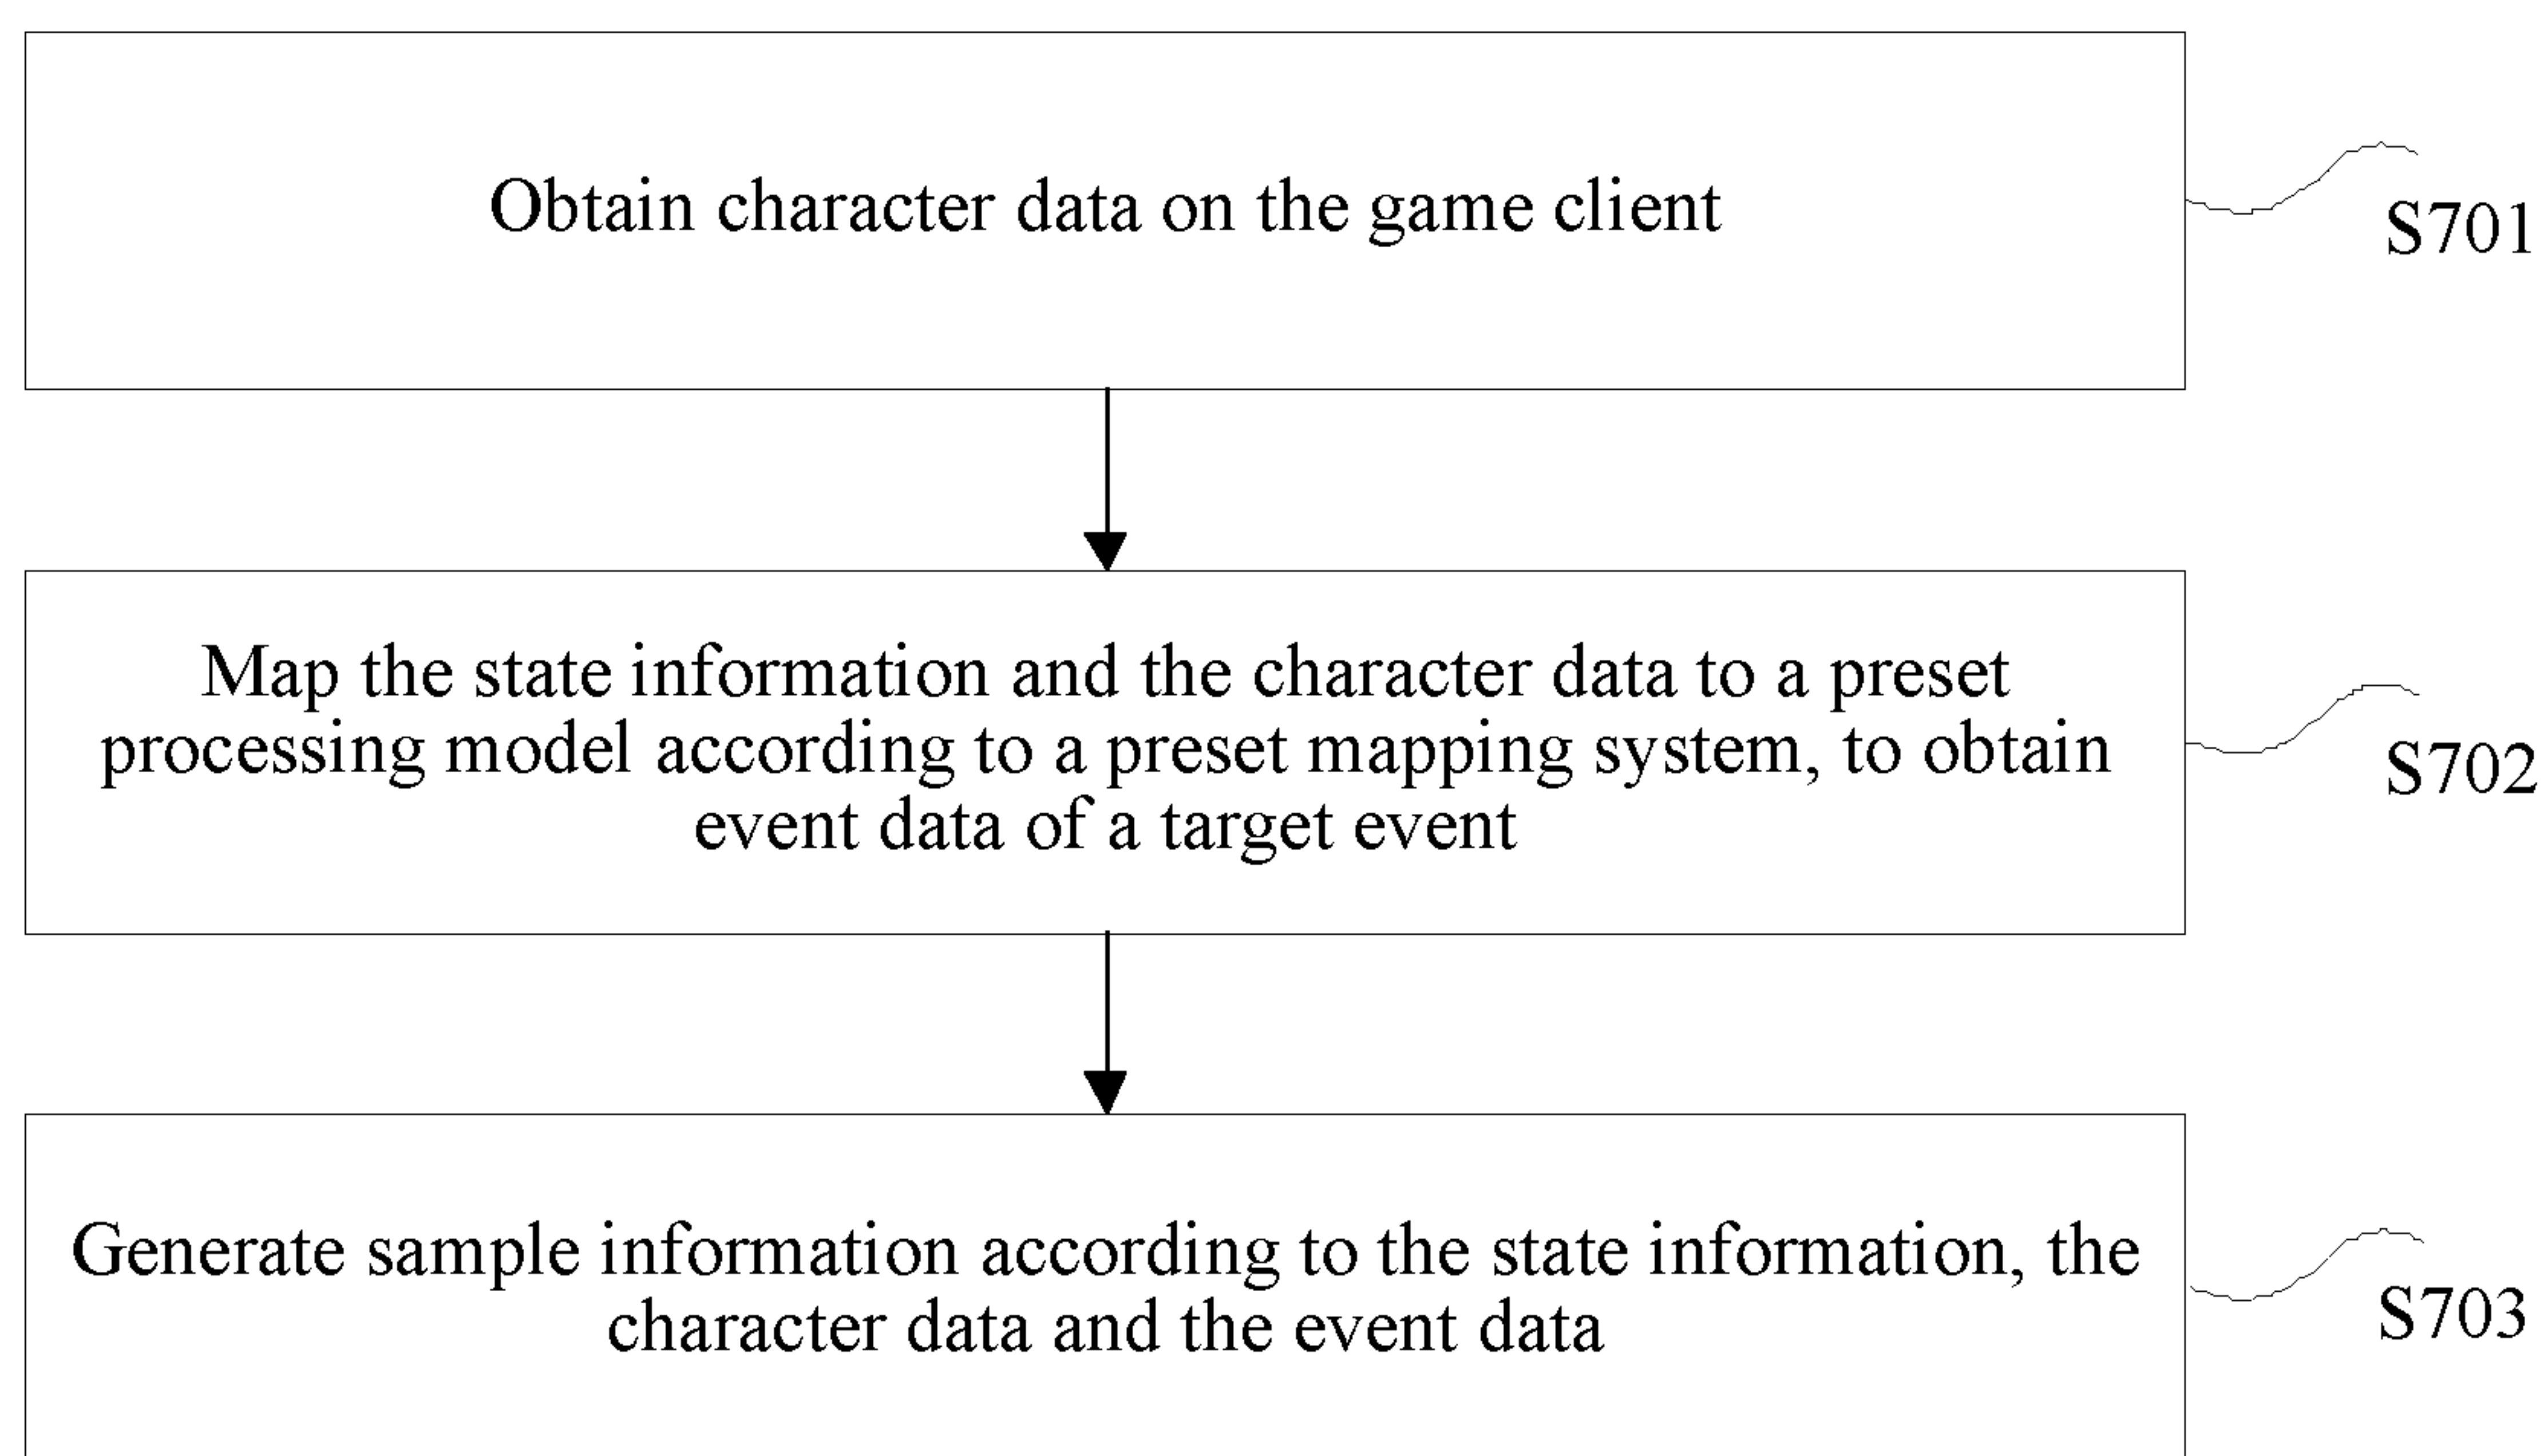 Obtain character data on the game client
S701
Map the state information and the character data to a preset
processing model according to a preset mapping system, to obtain
event data of a target event
S702
Generate sample information according to the state information, the
character data and the event data
S703